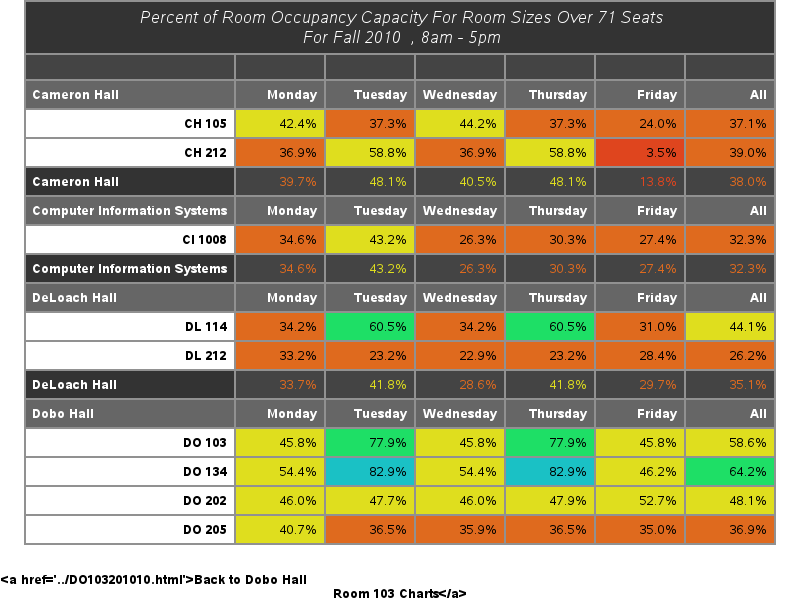 Percent of Room Occupancy Capacity For Room Sizes Over 71 Seats
For Fall 2010 , 8am - 5pm
Cameron Hall Monday Tuesday Wednesday Thursday Friday All
CH 105 42.4% 37.3% 44.2% 37.3% 24.0% 37.1%
CH 212 36.9% 58.8% 36.9% 58.8% 3.5% 39.0%
Cameron Hall 39.7% 48.1% 40.5% 48.1% 13.8% 38.0%
Computer Information Systems Monday Tuesday Wednesday Thursday Friday All
CI 1008 34.6% 43.2% 26.3% 30.3% 27.4% 32.3%
Computer Information Systems 34.6% 43.2% 26.3% 30.3% 27.4% 32.3%
DeLoach Hall Monday Tuesday Wednesday Thursday Friday All
DL 114 34.2% 60.5% 34.2% 60.5% 31.0% 44.1%
DL 212 33.2% 23.2% 22.9% 23.2% 28.4% 26.2%
DeLoach Hall 33.7% 41.8% 28.6% 41.8% 29.7% 35.1%
Dobo Hall Monday Tuesday Wednesday Thursday Friday All
DO 103 45.8% 77.9% 45.8% 77.9% 45.8% 58.6%
DO 134 54.4% 82.9% 54.4% 82.9% 46.2% 64.2%
DO 202 46.0% 47.7% 46.0% 47.9% 52.7% 48.1%
DO 205 40.7% 36.5% 35.9% 36.5% 35.0% 36.9%
<a href='../DO103201010.html'>Back to Dobo Hall
Room 103 Charts</a>